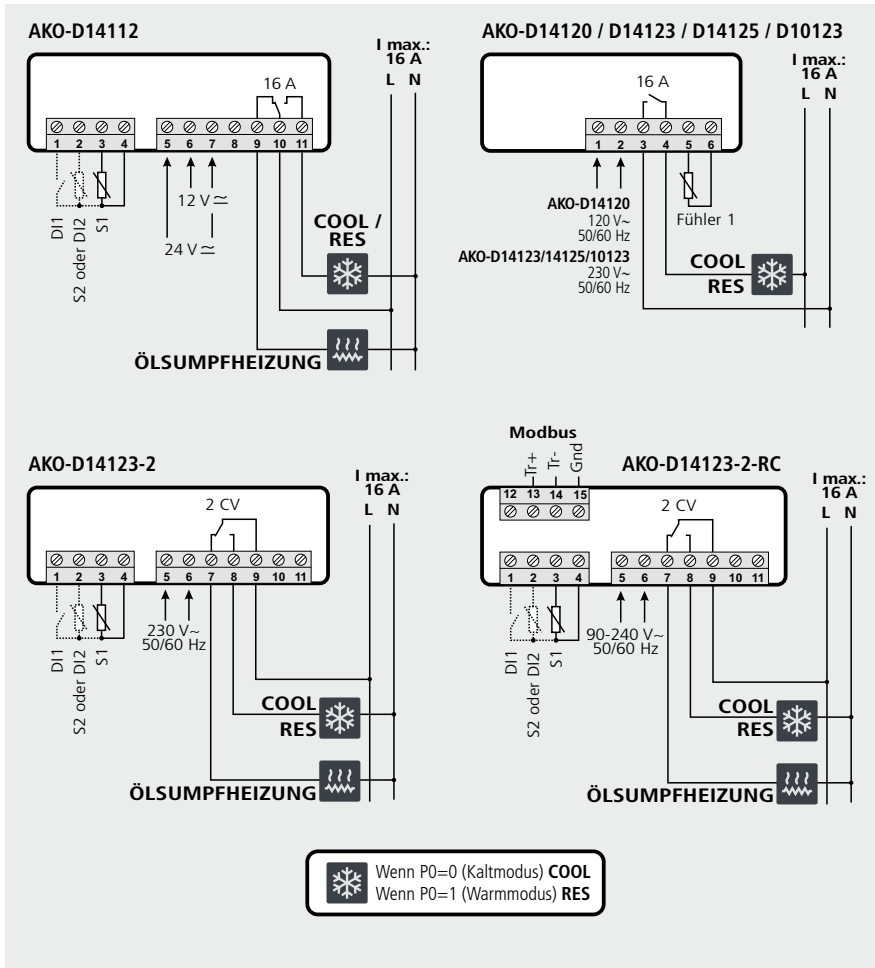 AKO-D14112
I max.:
16 A
L N
16 A
1 2 3 4 5 6 7 8 9 10 11
DI1
S2 oder DI2
S1
12 V≃
24 V≃
COOL /
RES
ÖLSUMPFHEIZUNG
AKO-D14120 / D14123 / D14125 / D10123
I max.:
16 A
L N
16 A
1 2 3 4 5 6
AKO-D14120
120 V~
50/60 Hz
AKO-D14123/14125/10123
230 V~
50/60 Hz
Fühler 1
COOL
RES
AKO-D14123-2
I max.:
16 A
L N
2 CV
1 2 3 4 5 6 7 8 9 10 11
DI1
S2 oder DI2
S1
230 V~
50/60 Hz
COOL
RES
ÖLSUMPFHEIZUNG
Modbus
Tr+
Tr-
Gnd
AKO-D14123-2-RC
I max.:
16 A
L N
12 13 14 15
2 CV
1 2 3 4 5 6 7 8 9 10 11
DI1
S2 oder DI2
S1
90-240 V~
50/60 Hz
COOL
RES
ÖLSUMPFHEIZUNG
Wenn P0=0 (Kaltmodus) COOL
Wenn P0=1 (Warmmodus) RES